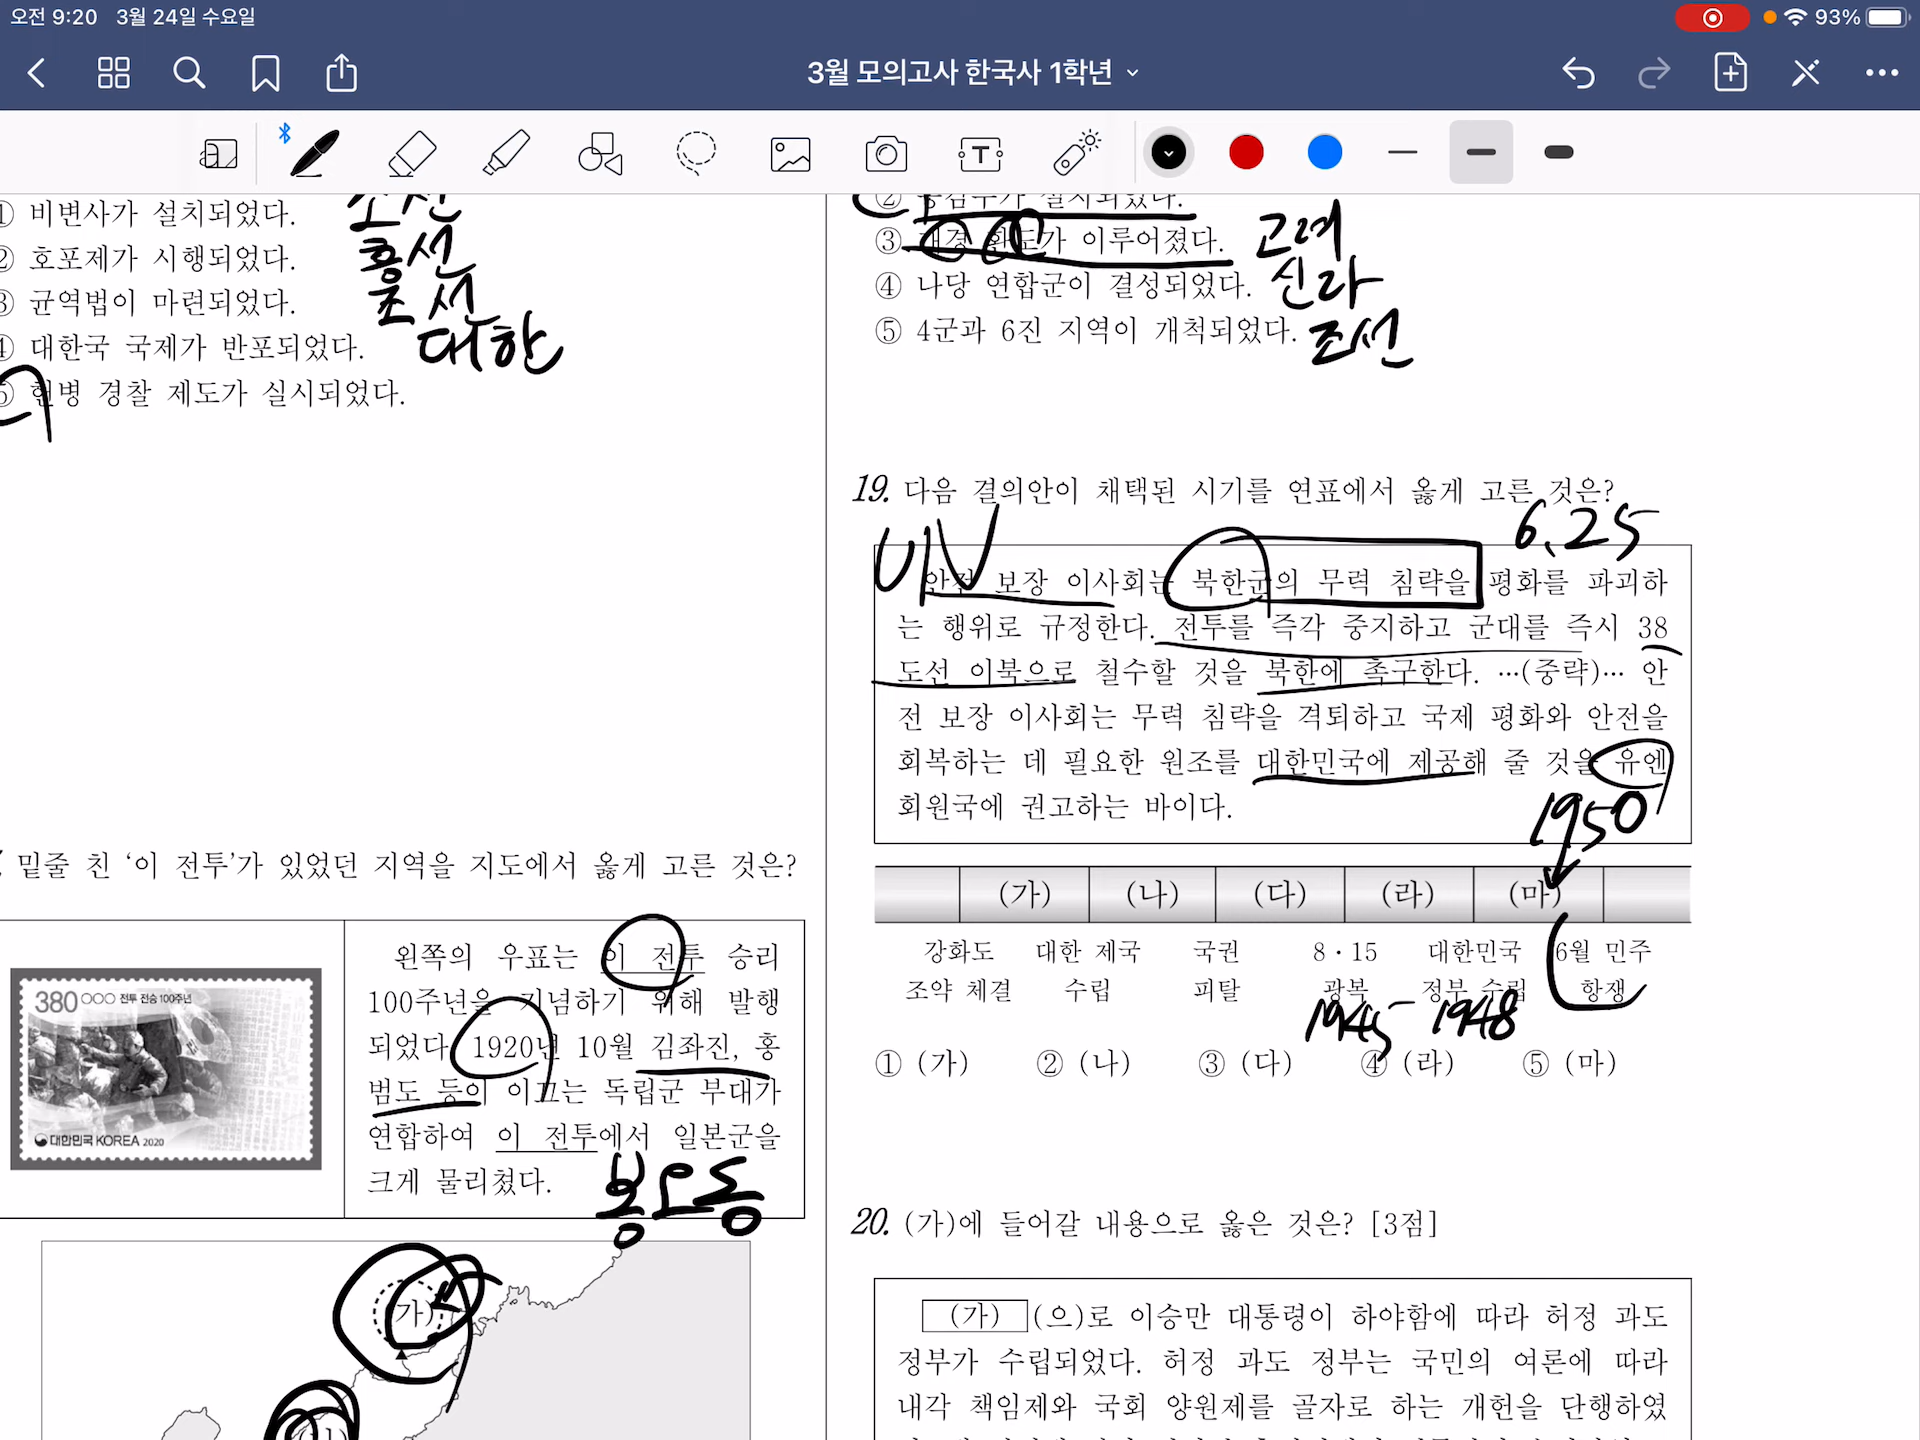 오전 9:20 3월 24일 수요일
93%
3월 모의고사 한국사 1학년
① 비변사가 설치되었다. 조선
② 호포제가 시행되었다. 흥선
③ 균역법이 마련되었다. 조선
④ 대한국 국제가 반포되었다. 대한
⑤ 헌병 경찰 제도가 실시되었다.
밑줄 친 ‘이 전투’가 있었던 지역을 지도에서 옳게 고른 것은?
380 ○○○ 전투 전승 100주년
대한민국 KOREA 2020
왼쪽의 우표는 이 전투 승리
100주년을 기념하기 위해 발행
되었다. 1920년 10월 김좌진, 홍
범도 등이 이끄는 독립군 부대가
연합하여 이 전투에서 일본군을
크게 물리쳤다.
봉오동
(가)
③ 개경 환도가 이루어졌다. 고려
④ 나당 연합군이 결성되었다. 신라
⑤ 4군과 6진 지역이 개척되었다. 조선
19. 다음 결의안이 채택된 시기를 연표에서 옳게 고른 것은?
UN
6.25
안전 보장 이사회는 북한군의 무력 침략을 평화를 파괴하
는 행위로 규정한다. 전투를 즉각 중지하고 군대를 즉시 38
도선 이북으로 철수할 것을 북한에 촉구한다. …(중략)… 안
전 보장 이사회는 무력 침략을 격퇴하고 국제 평화와 안전을
회복하는 데 필요한 원조를 대한민국에 제공해 줄 것을 유엔
회원국에 권고하는 바이다.
1950
(가) (나) (다) (라) (마)
강화도 대한 제국 국권 8·15 대한민국 6월 민주
조약 체결 수립 피탈 광복 정부 수립 항쟁
1945 - 1948
① (가) ② (나) ③ (다) ④ (라) ⑤ (마)
20. (가)에 들어갈 내용으로 옳은 것은? [3점]
(가) (으)로 이승만 대통령이 하야함에 따라 허정 과도
정부가 수립되었다. 허정 과도 정부는 국민의 여론에 따라
내각 책임제와 국회 양원제를 골자로 하는 개헌을 단행하였